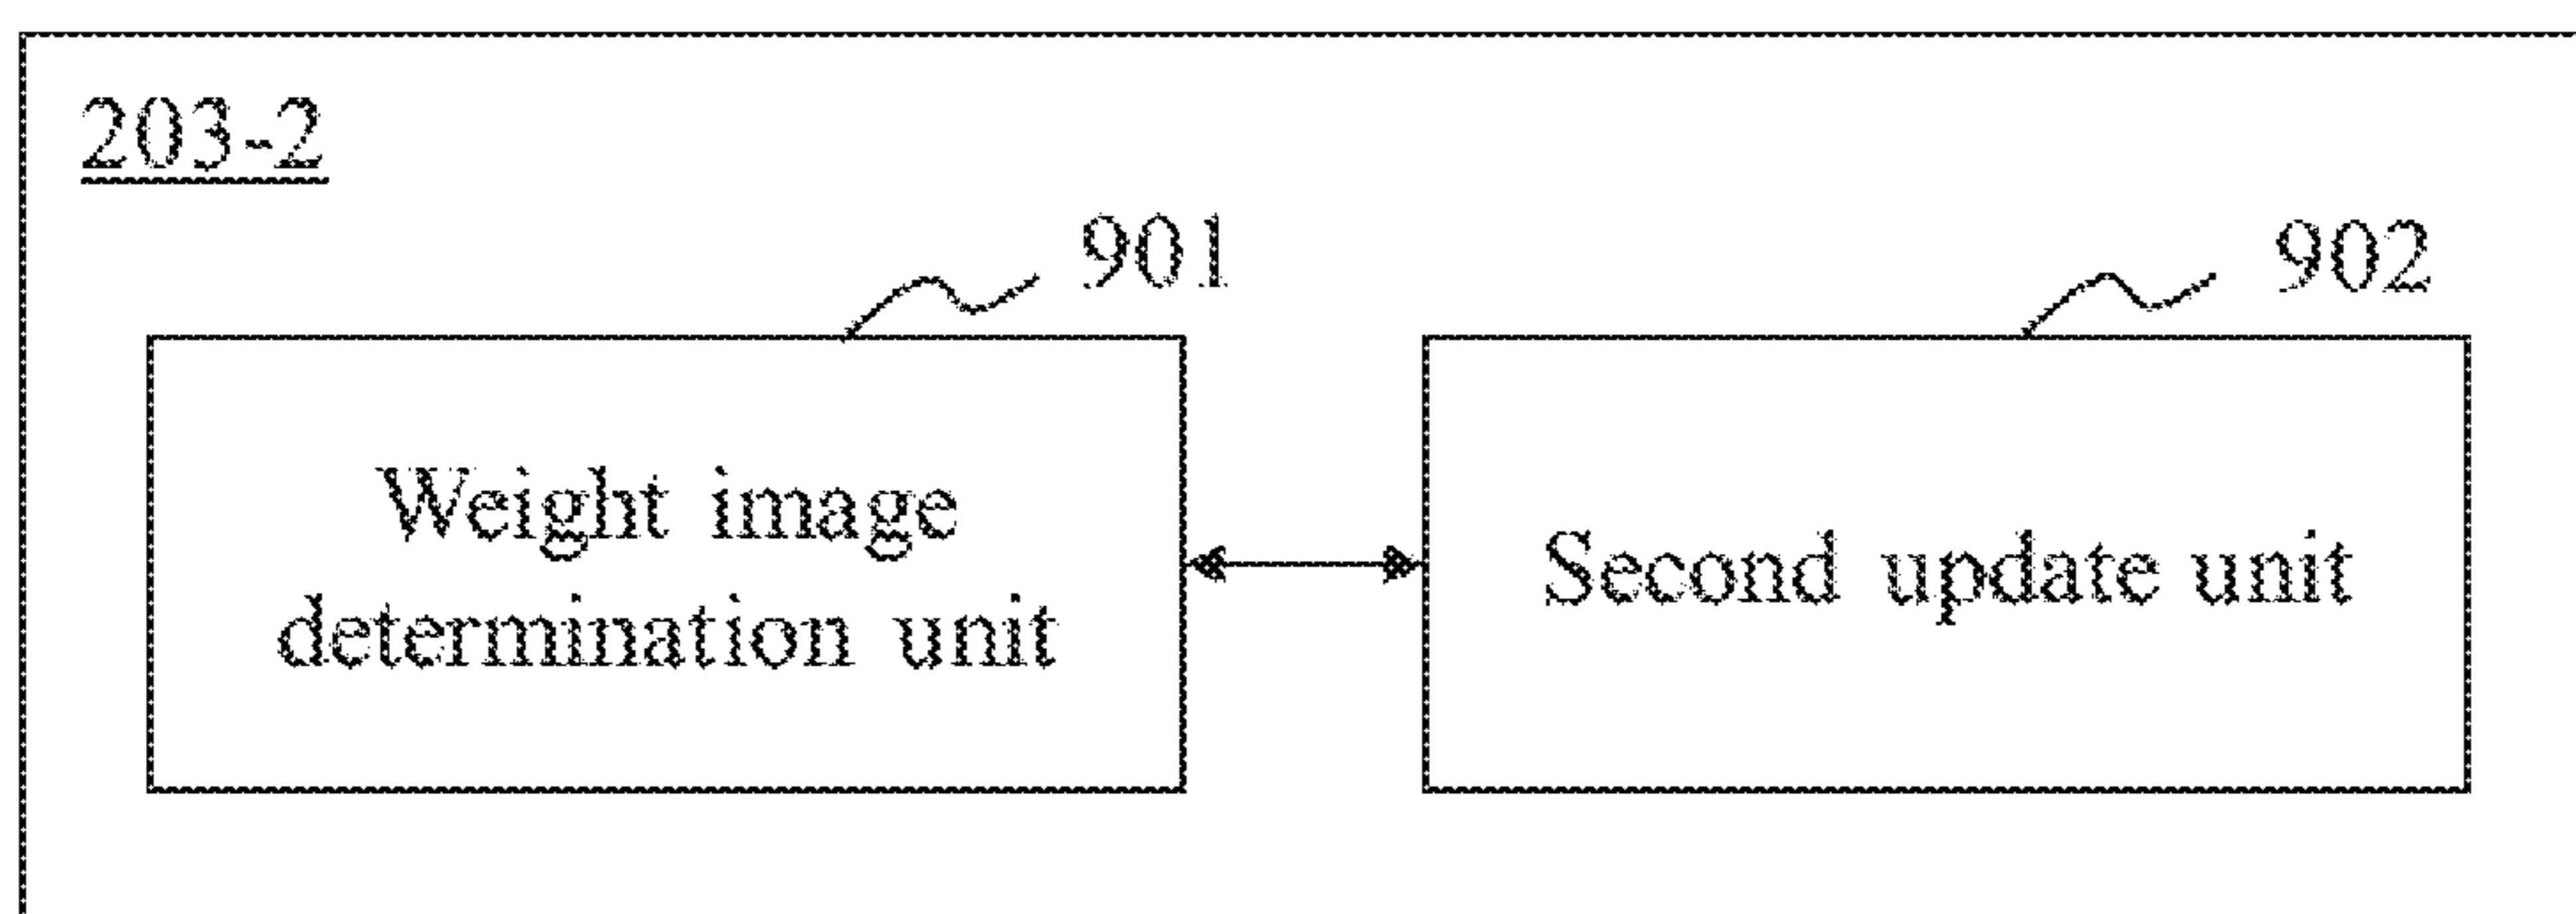 203-2
901
902
Weight image
determination unit
Second update unit